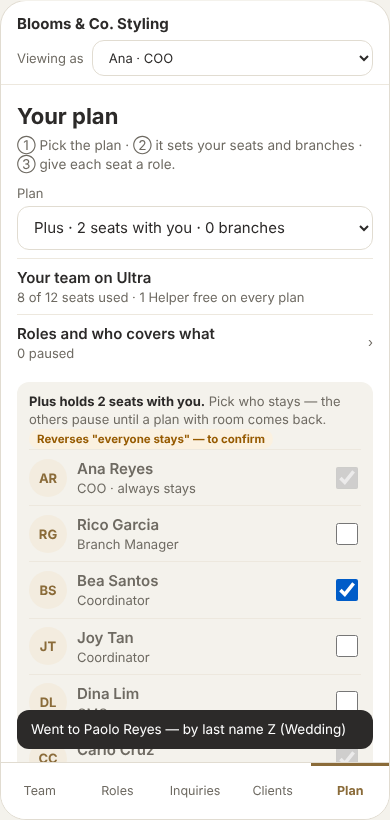 Blooms & Co. Styling
Viewing as
Ana · COO
Your plan
① Pick the plan · ② it sets your seats and branches ·
③ give each seat a role.
Plan
Plus · 2 seats with you · 0 branches
Your team on Ultra
8 of 12 seats used · 1 Helper free on every plan
Roles and who covers what
0 paused
›
Plus holds 2 seats with you. Pick who stays — the
others pause until a plan with room comes back.
Reverses "everyone stays" — to confirm
AR
Ana Reyes
COO · always stays
RG
Rico Garcia
Branch Manager
BS
Bea Santos
Coordinator
JT
Joy Tan
Coordinator
DL
Dina Lim
Went to Paolo Reyes — by last name Z (Wedding)
CC
Carlo Cruz
Team
Roles
Inquiries
Clients
Plan